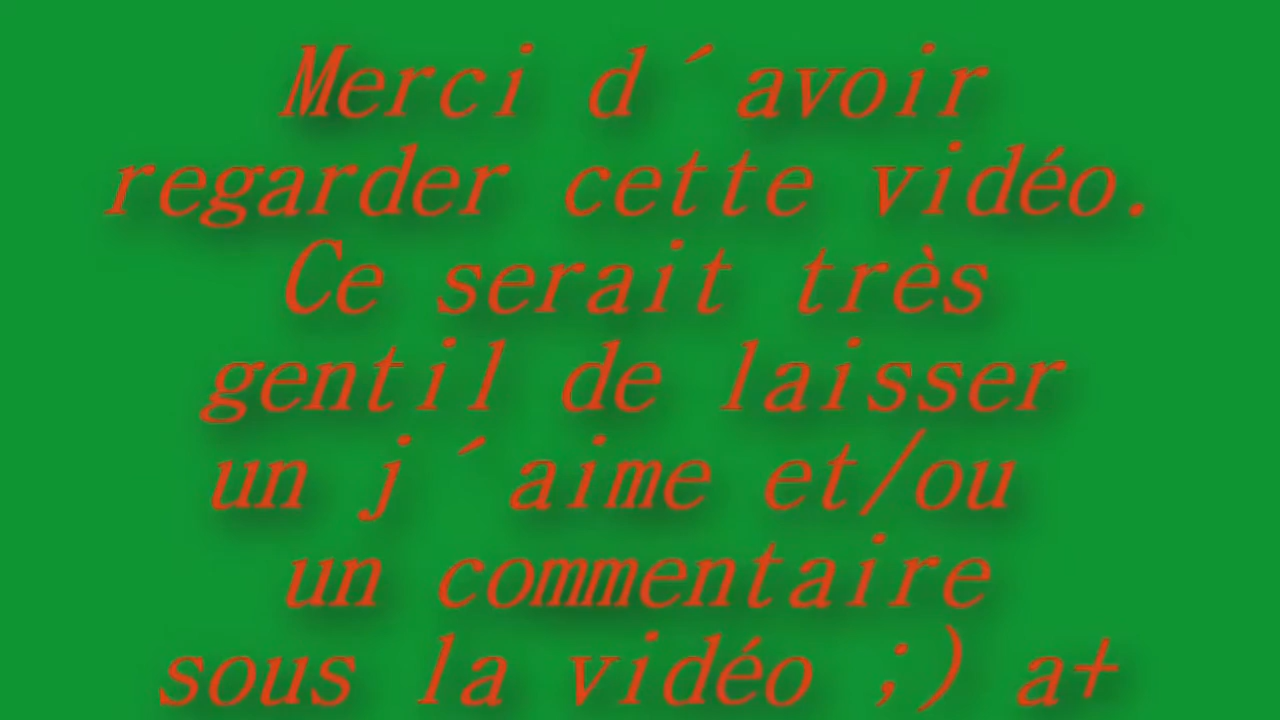 Merci d´avoir
regarder cette vidéo.
Ce serait très
gentil de laisser
un j´aime et/ou
un commentaire
sous la vidéo ;) a+